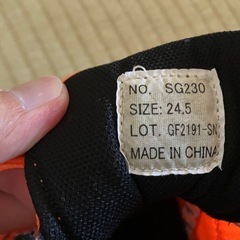 NO. SG230
SIZE: 24.5
LOT. GF2191-SN
MADE IN CHINA